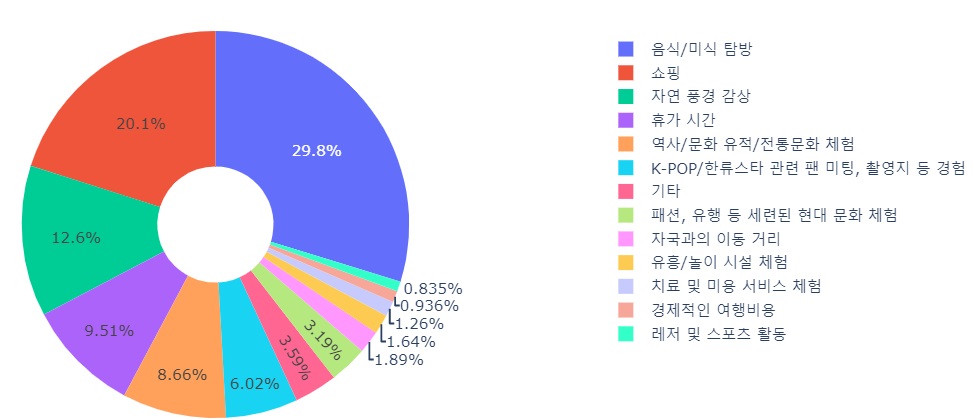 29.8%
20.1%
12.6%
9.51%
8.66%
6.02%
3.59%
3.19%
1.89%
1.64%
1.26%
0.936%
0.835%
음식/미식 탐방
쇼핑
자연 풍경 감상
휴가 시간
역사/문화 유적/전통문화 체험
K-POP/한류스타 관련 팬 미팅, 촬영지 등 경험
기타
패션, 유행 등 세련된 현대 문화 체험
자국과의 이동 거리
유흥/놀이 시설 체험
치료 및 미용 서비스 체험
경제적인 여행비용
레저 및 스포츠 활동